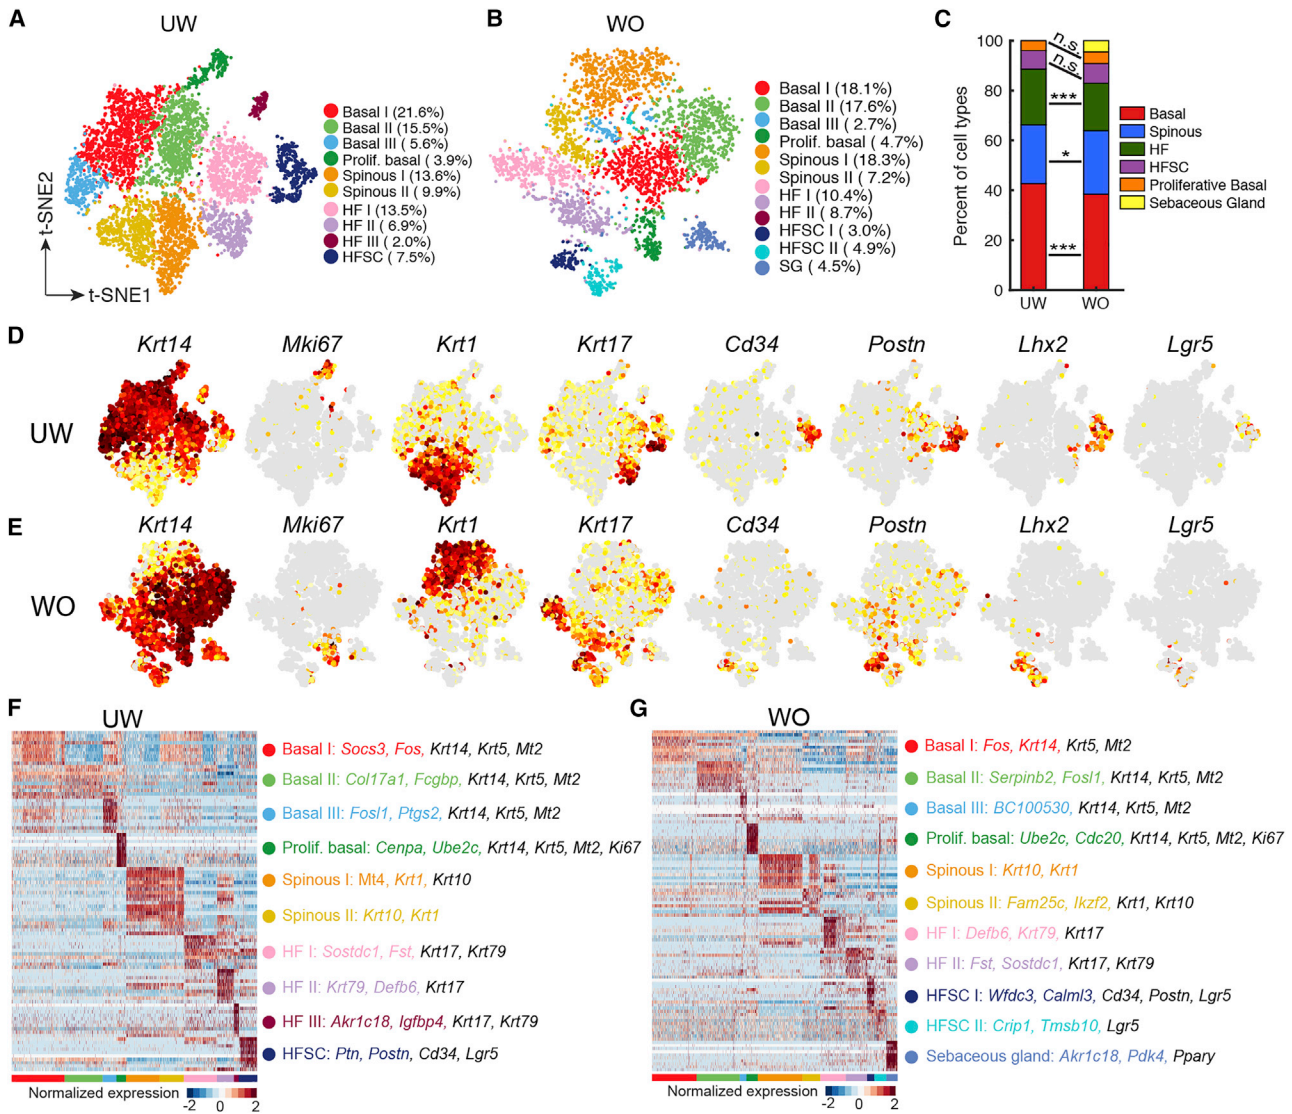 A
UW
t-SNE2
t-SNE1
Basal I (21.6%)
Basal II (15.5%)
Basal III ( 5.6%)
Prolif. basal ( 3.9%)
Spinous I (13.6%)
Spinous II ( 9.9%)
HF I (13.5%)
HF II ( 6.9%)
HF III ( 2.0%)
HFSC ( 7.5%)
B
WO
Basal I (18.1%)
Basal II (17.6%)
Basal III ( 2.7%)
Prolif. basal ( 4.7%)
Spinous I (18.3%)
Spinous II ( 7.2%)
HF I (10.4%)
HF II ( 8.7%)
HFSC I ( 3.0%)
HFSC II ( 4.9%)
SG ( 4.5%)
C
Percent of cell types
100
80
60
40
20
0
n.s.
n.s.
***
*
***
UW WO
Basal
Spinous
HF
HFSC
Proliferative Basal
Sebaceous Gland
D
Krt14 Mki67 Krt1 Krt17 Cd34 Postn Lhx2 Lgr5
UW
E
Krt14 Mki67 Krt1 Krt17 Cd34 Postn Lhx2 Lgr5
WO
F
UW
Basal I: Socs3, Fos, Krt14, Krt5, Mt2
Basal II: Col17a1, Fcgbp, Krt14, Krt5, Mt2
Basal III: Fosl1, Ptgs2, Krt14, Krt5, Mt2
Prolif. basal: Cenpa, Ube2c, Krt14, Krt5, Mt2, Ki67
Spinous I: Mt4, Krt1, Krt10
Spinous II: Krt10, Krt1
HF I: Sostdc1, Fst, Krt17, Krt79
HF II: Krt79, Defb6, Krt17
HF III: Akr1c18, Igfbp4, Krt17, Krt79
HFSC: Ptn, Postn, Cd34, Lgr5
Normalized expression
-2 0 2
G
WO
Basal I: Fos, Krt14, Krt5, Mt2
Basal II: Serpinb2, Fosl1, Krt14, Krt5, Mt2
Basal III: BC100530, Krt14, Krt5, Mt2
Prolif. basal: Ube2c, Cdc20, Krt14, Krt5, Mt2, Ki67
Spinous I: Krt10, Krt1
Spinous II: Fam25c, Ikzf2, Krt1, Krt10
HF I: Defb6, Krt79, Krt17
HF II: Fst, Sostdc1, Krt17, Krt79
HFSC I: Wfdc3, Calml3, Cd34, Postn, Lgr5
HFSC II: Crip1, Tmsb10, Lgr5
Sebaceous gland: Akr1c18, Pdk4, Ppary
Normalized expression
-2 0 2